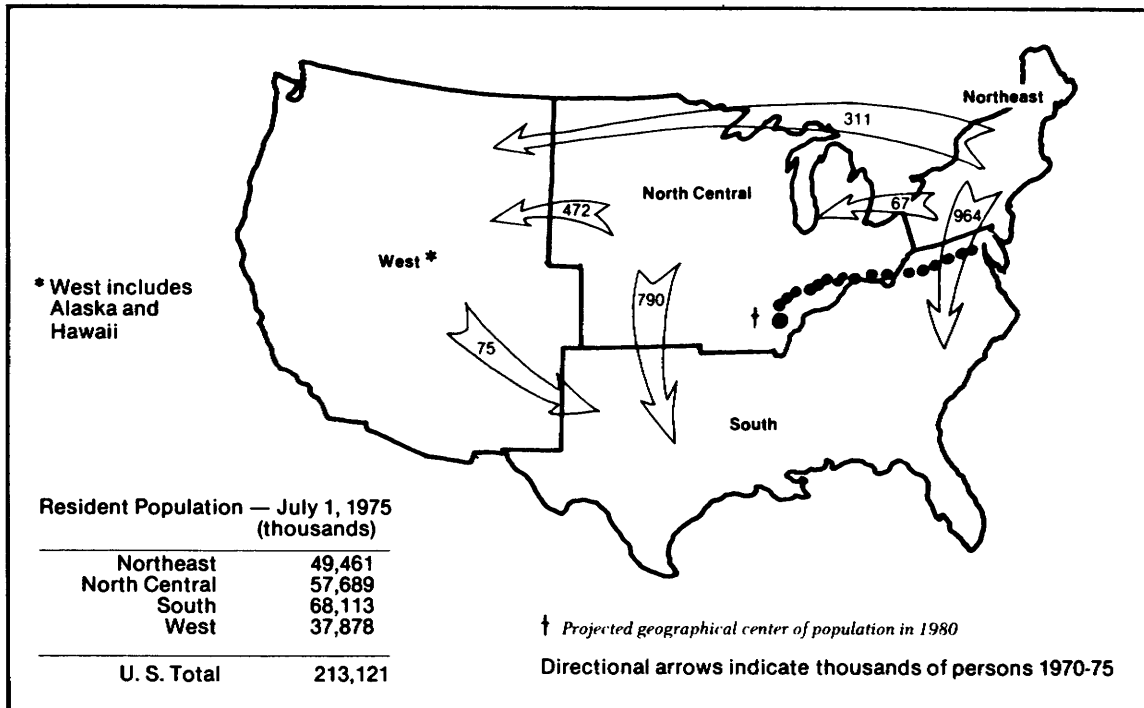 Northeast
311
North Central
67
964
472
West *
* West includes
Alaska and
Hawaii
790
†
75
South
Resident Population — July 1, 1975
(thousands)
Northeast 49,461
North Central 57,689
South 68,113
West 37,878
U. S. Total 213,121
† Projected geographical center of population in 1980
Directional arrows indicate thousands of persons 1970-75